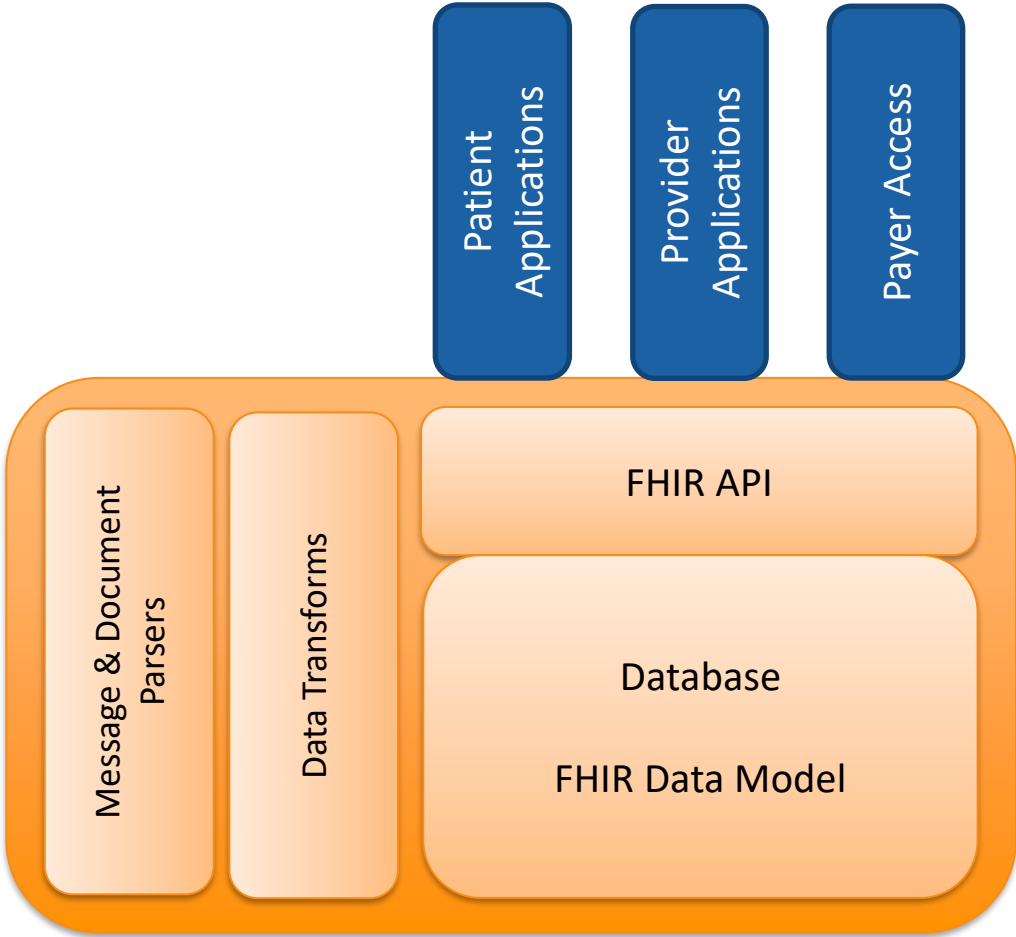 Patient
Applications
Provider
Applications
Payer Access
Message & Document
Parsers
Data Transforms
FHIR API
Database
FHIR Data Model